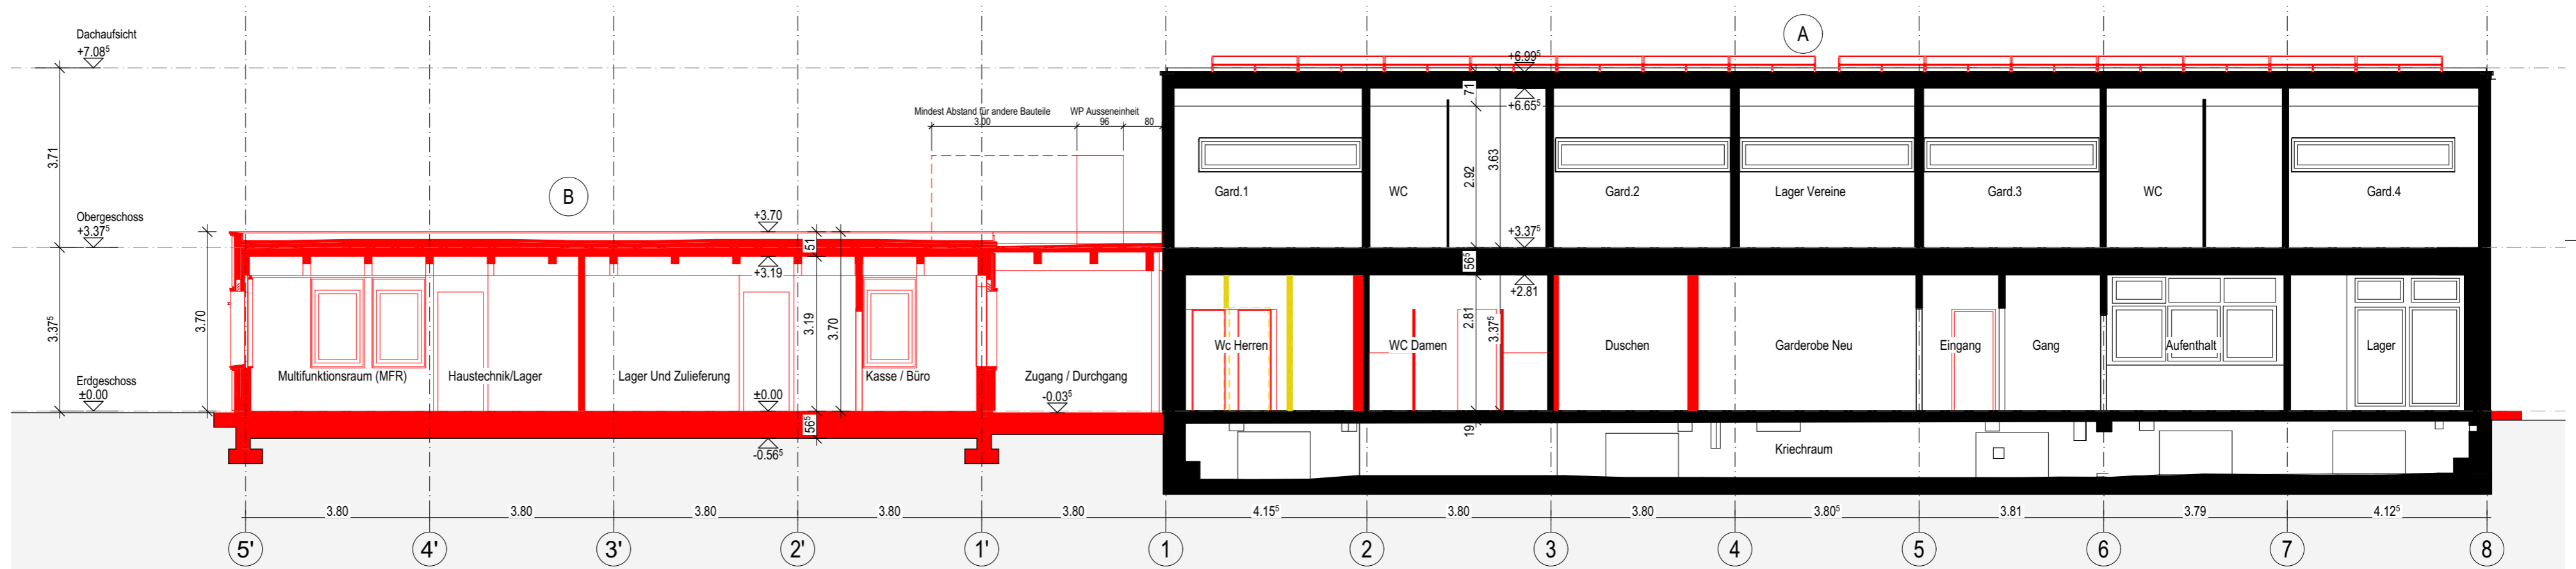 Dachaufsicht
+7.08⁵
A
+6.99⁵
71
+6.65⁵
Mindest Abstand für andere Bauteile
WP Ausseneinheit
3.00
96
80
3.71
3.63
2.92
B
Gard.1
WC
Gard.2
Lager Vereine
Gard.3
WC
Gard.4
Obergeschoss
+3.37⁵
+3.70
51
+3.19
+3.37⁵
56⁵
+2.81
3.37⁵
3.70
3.19
3.70
2.81
3.37⁵
Wc Herren
WC Damen
Duschen
Garderobe Neu
Eingang
Gang
Aufenthalt
Lager
Multifunktionsraum (MFR)
Haustechnik/Lager
Lager Und Zulieferung
Kasse / Büro
Zugang / Durchgang
Erdgeschoss
±0.00
±0.00
-0.03⁵
56⁵
-0.56⁵
19
Kriechraum
3.80
3.80
3.80
3.80
3.80
4.15⁵
3.80
3.80
3.80⁵
3.81
3.79
4.12⁵
5'
4'
3'
2'
1'
1
2
3
4
5
6
7
8